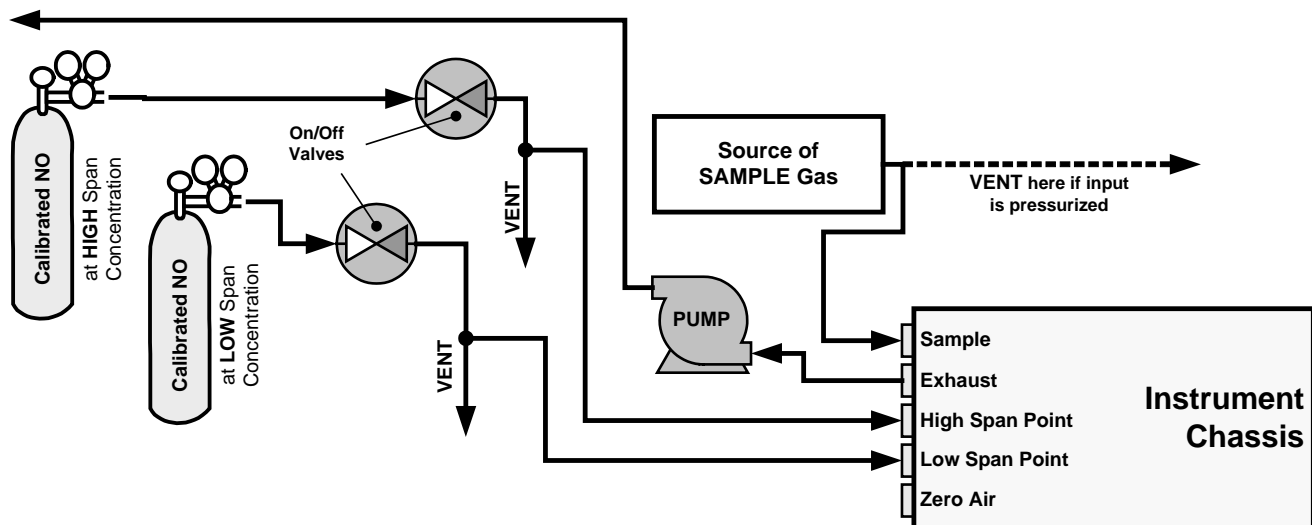 Calibrated NO
at HIGH Span
Concentration
Calibrated NO
at LOW Span
Concentration
On/Off
Valves
VENT
VENT
Source of
SAMPLE Gas
VENT here if input
is pressurized
PUMP
Sample
Exhaust
High Span Point
Low Span Point
Zero Air
Instrument
Chassis